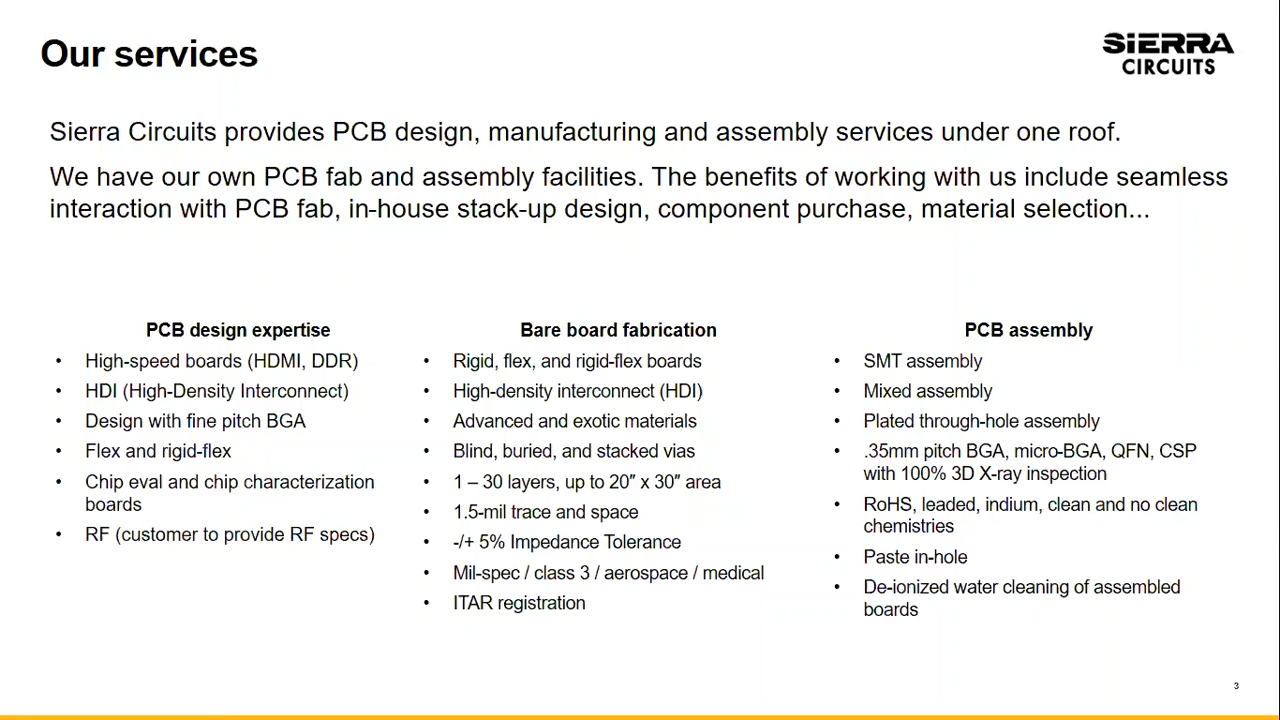 Our services
SIERRA
CIRCUITS
Sierra Circuits provides PCB design, manufacturing and assembly services under one roof.
We have our own PCB fab and assembly facilities. The benefits of working with us include seamless
interaction with PCB fab, in-house stack-up design, component purchase, material selection...
PCB design expertise
• High-speed boards (HDMI, DDR)
• HDI (High-Density Interconnect)
• Design with fine pitch BGA
• Flex and rigid-flex
• Chip eval and chip characterization
boards
• RF (customer to provide RF specs)
Bare board fabrication
• Rigid, flex, and rigid-flex boards
• High-density interconnect (HDI)
• Advanced and exotic materials
• Blind, buried, and stacked vias
• 1 – 30 layers, up to 20″ x 30″ area
• 1.5-mil trace and space
• -/+ 5% Impedance Tolerance
• Mil-spec / class 3 / aerospace / medical
• ITAR registration
PCB assembly
• SMT assembly
• Mixed assembly
• Plated through-hole assembly
• .35mm pitch BGA, micro-BGA, QFN, CSP
with 100% 3D X-ray inspection
• RoHS, leaded, indium, clean and no clean
chemistries
• Paste in-hole
• De-ionized water cleaning of assembled
boards
3